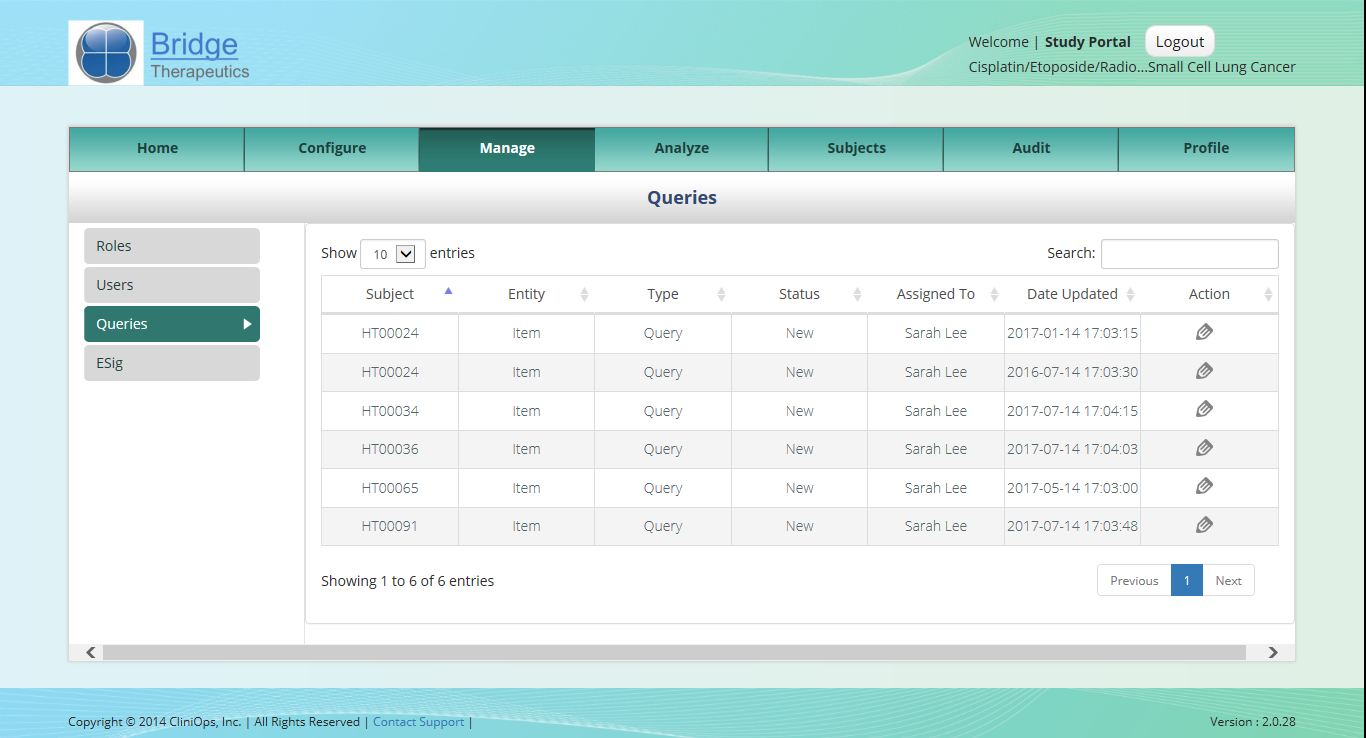 Bridge
Therapeutics
Welcome | Study Portal Logout
Cisplatin/Etoposide/Radio...Small Cell Lung Cancer
Home Configure Manage Analyze Subjects Audit Profile
Queries
Roles
Users
Queries
ESig
Show 10 entries Search:
Subject Entity Type Status Assigned To Date Updated Action
HT00024 Item Query New Sarah Lee 2017-01-14 17:03:15
HT00024 Item Query New Sarah Lee 2016-07-14 17:03:30
HT00034 Item Query New Sarah Lee 2017-07-14 17:04:15
HT00036 Item Query New Sarah Lee 2017-07-14 17:04:03
HT00065 Item Query New Sarah Lee 2017-05-14 17:03:00
HT00091 Item Query New Sarah Lee 2017-07-14 17:03:48
Showing 1 to 6 of 6 entries Previous 1 Next
Copyright © 2014 CliniOps, Inc. | All Rights Reserved | Contact Support | Version : 2.0.28